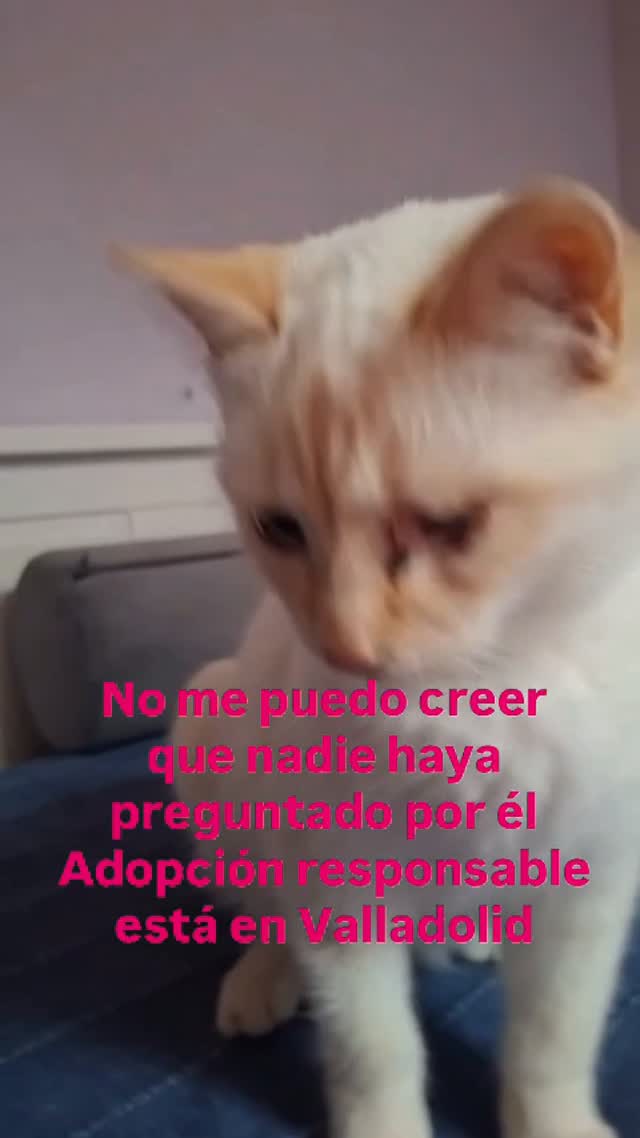 No me puedo creer
que nadie haya
preguntado por él
Adopción responsable
está en Valladolid